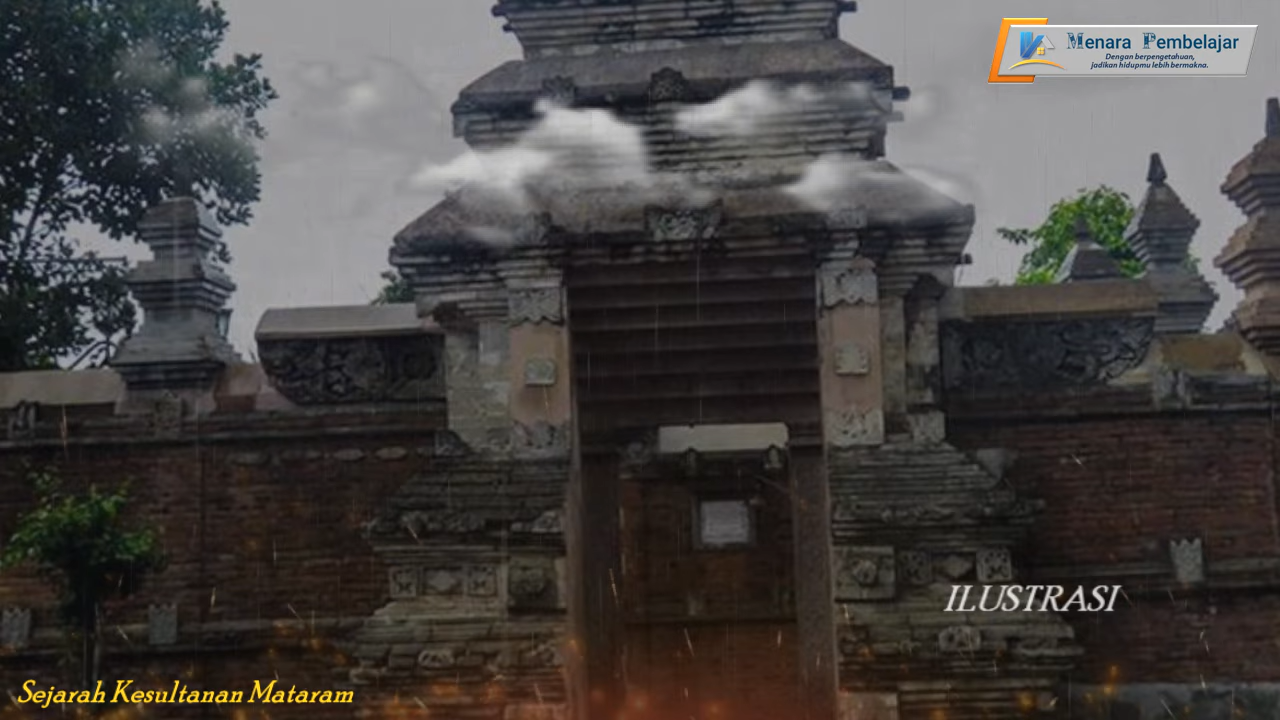 Menara Pembelajar
Dengan berpengetahuan,
jadikan hidupmu lebih bermakna.
ILUSTRASI
Sejarah Kesultanan Mataram